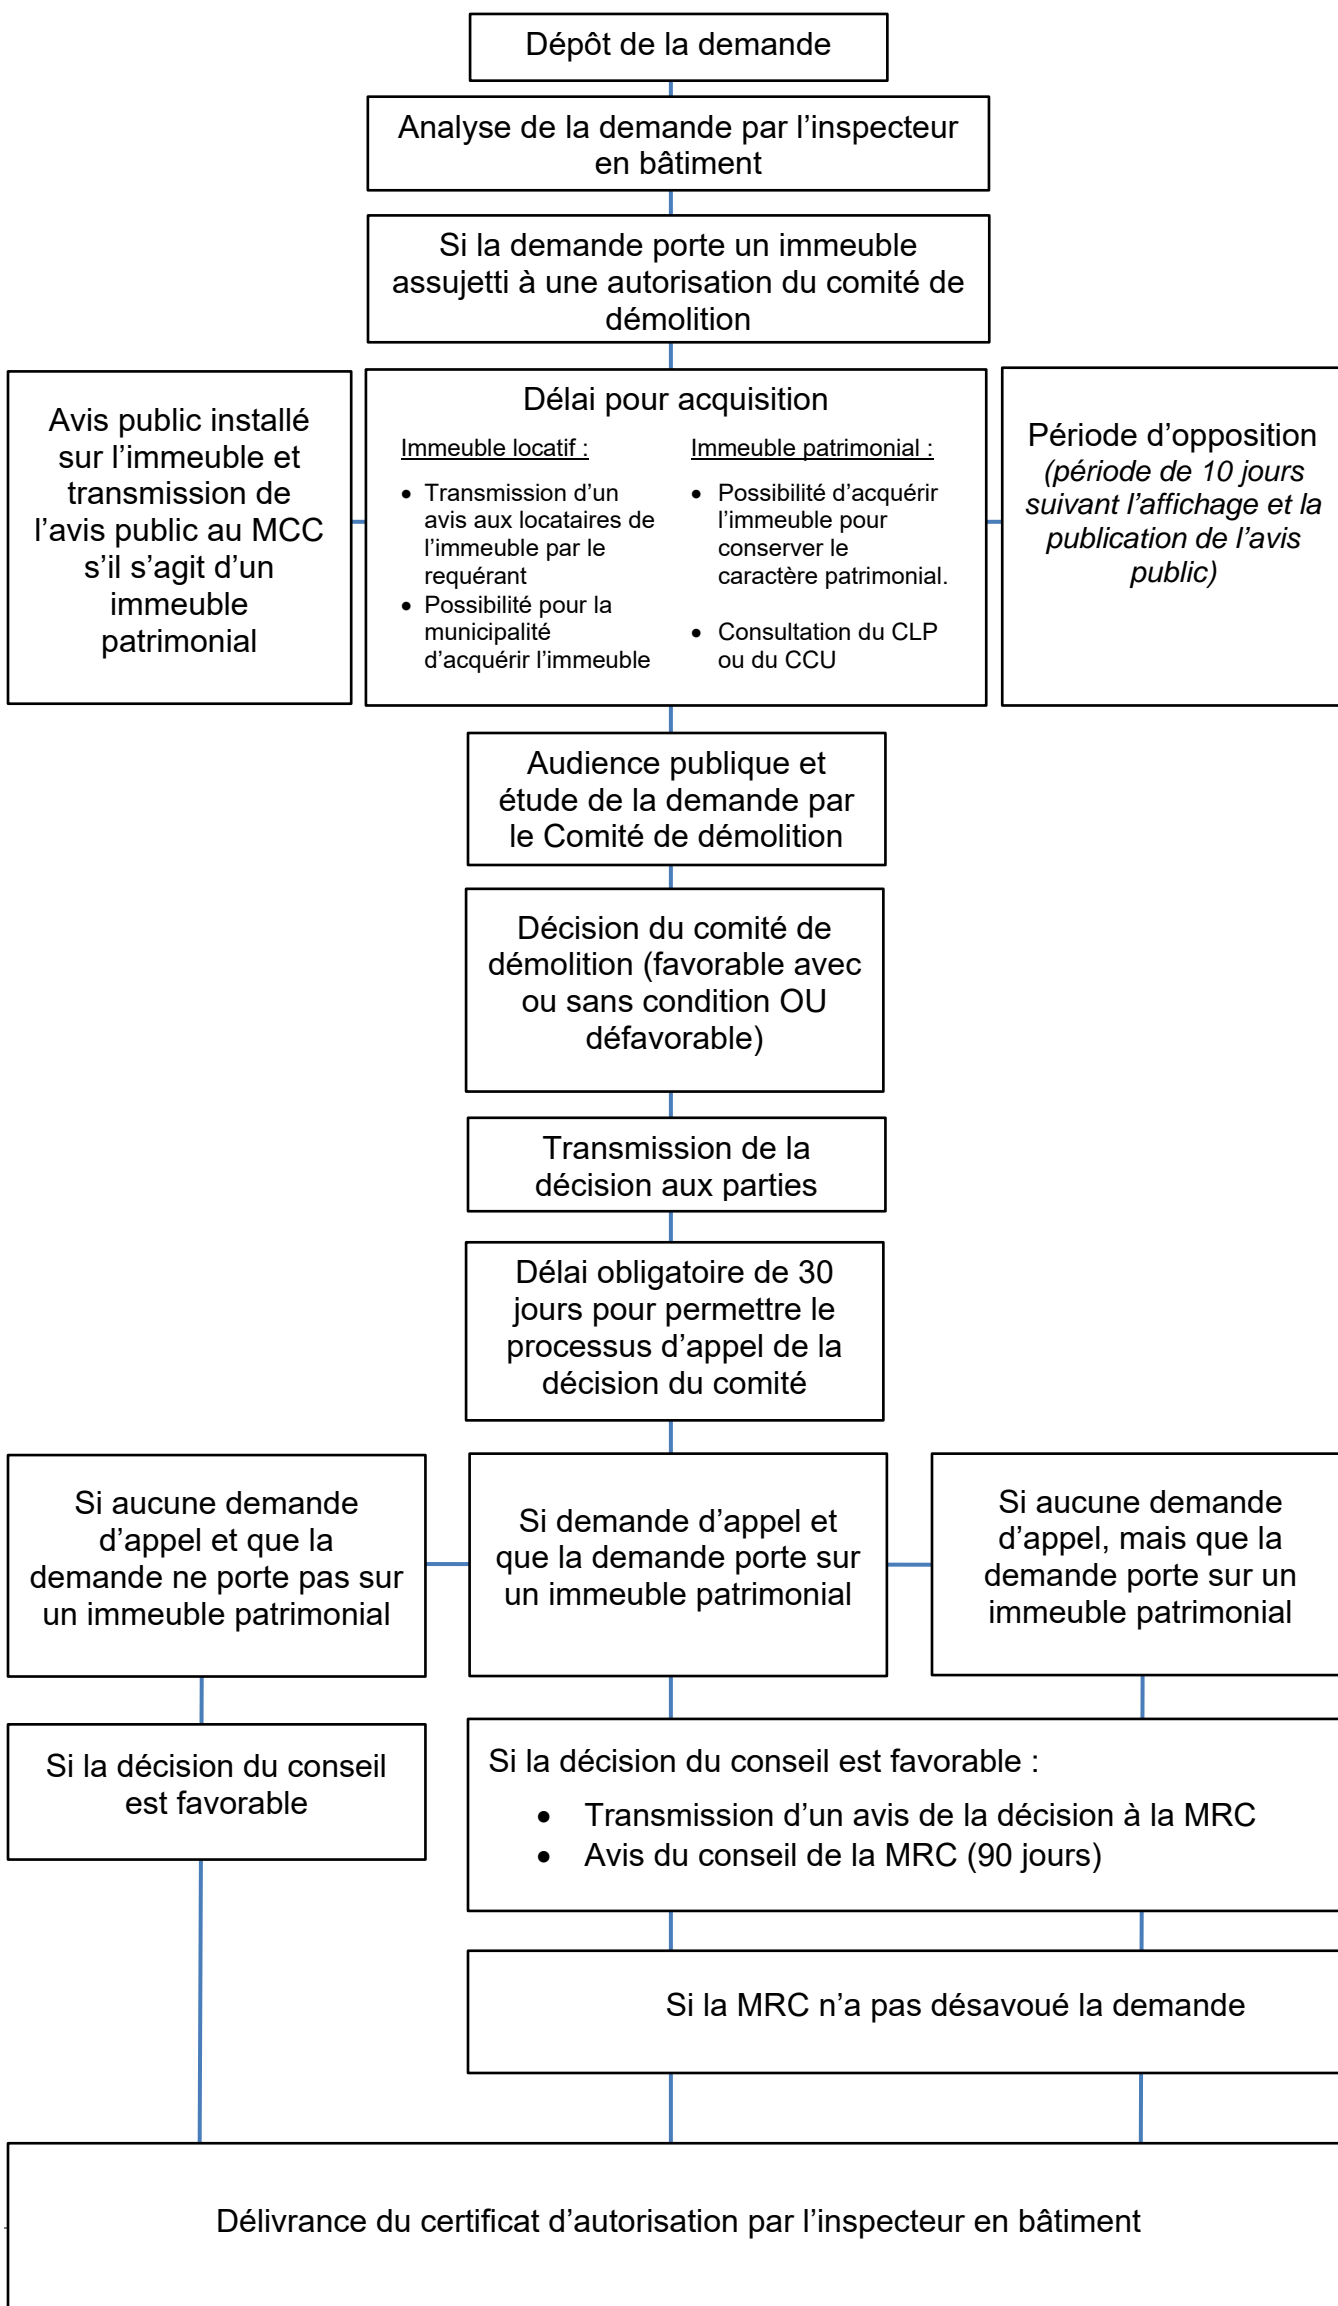 Dépôt de la demande
Analyse de la demande par l’inspecteur
en bâtiment
Si la demande porte un immeuble
assujetti à une autorisation du comité de
démolition
Avis public installé
sur l’immeuble et
transmission de
l’avis public au MCC
s’il s’agit d’un
immeuble
patrimonial
Délai pour acquisition
Immeuble locatif :
• Transmission d’un
avis aux locataires de
l’immeuble par le
requérant
• Possibilité pour la
municipalité
d’acquérir l’immeuble
Immeuble patrimonial :
• Possibilité d’acquérir
l’immeuble pour
conserver le
caractère patrimonial.
• Consultation du CLP
ou du CCU
Période d’opposition
(période de 10 jours
suivant l’affichage et la
publication de l’avis
public)
Audience publique et
étude de la demande par
le Comité de démolition
Décision du comité de
démolition (favorable avec
ou sans condition OU
défavorable)
Transmission de la
décision aux parties
Délai obligatoire de 30
jours pour permettre le
processus d’appel de la
décision du comité
Si aucune demande
d’appel et que la
demande ne porte pas sur
un immeuble patrimonial
Si demande d’appel et
que la demande porte sur
un immeuble patrimonial
Si aucune demande
d’appel, mais que la
demande porte sur un
immeuble patrimonial
Si la décision du conseil
est favorable
Si la décision du conseil est favorable :
• Transmission d’un avis de la décision à la MRC
• Avis du conseil de la MRC (90 jours)
Si la MRC n’a pas désavoué la demande
Délivrance du certificat d’autorisation par l’inspecteur en bâtiment